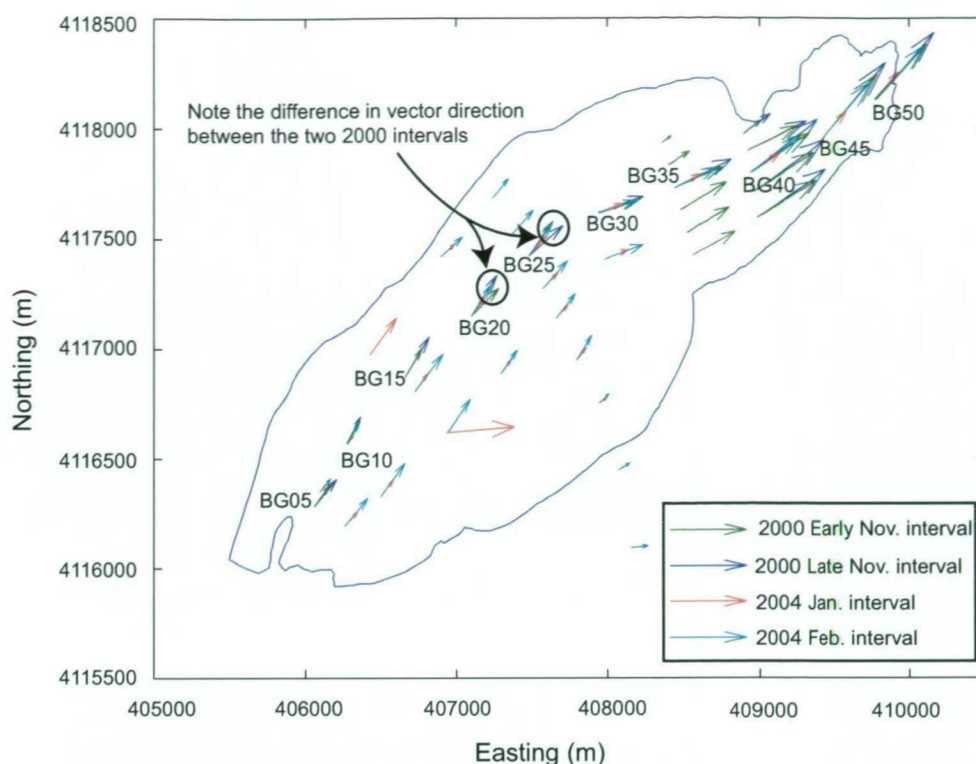 4118500
4118000
4117500
4117000
4116500
4116000
4115500
Northing (m)
Note the difference in vector direction
between the two 2000 intervals
BG50
BG45
BG40
BG35
BG30
BG25
BG20
BG15
BG10
BG05
2000 Early Nov. interval
2000 Late Nov. interval
2004 Jan. interval
2004 Feb. interval
405000
406000
407000
408000
409000
410000
Easting (m)